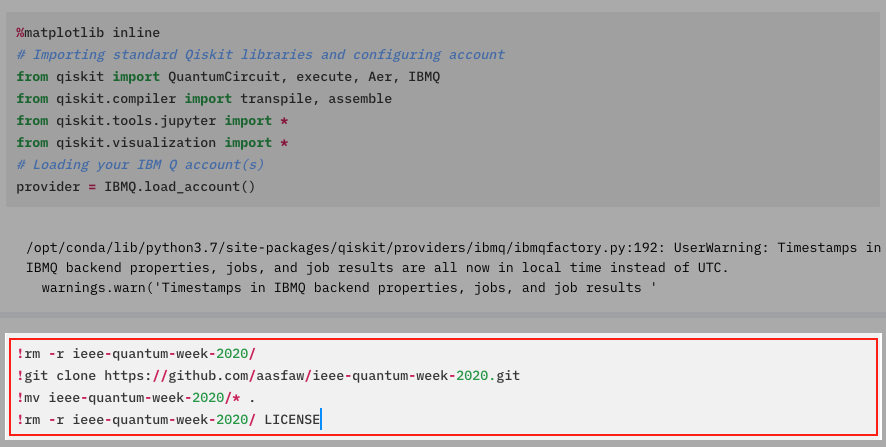 %matplotlib inline
# Importing standard Qiskit libraries and configuring account
from qiskit import QuantumCircuit, execute, Aer, IBMQ
from qiskit.compiler import transpile, assemble
from qiskit.tools.jupyter import *
from qiskit.visualization import *
# Loading your IBM Q account(s)
provider = IBMQ.load_account()
/opt/conda/lib/python3.7/site-packages/qiskit/providers/ibmq/ibmqfactory.py:192: UserWarning: Timestamps in
IBMQ backend properties, jobs, and job results are all now in local time instead of UTC.
  warnings.warn('Timestamps in IBMQ backend properties, jobs, and job results '
!rm -r ieee-quantum-week-2020/
!git clone https://github.com/aasfaw/ieee-quantum-week-2020.git
!mv ieee-quantum-week-2020/* .
!rm -r ieee-quantum-week-2020/ LICENSE